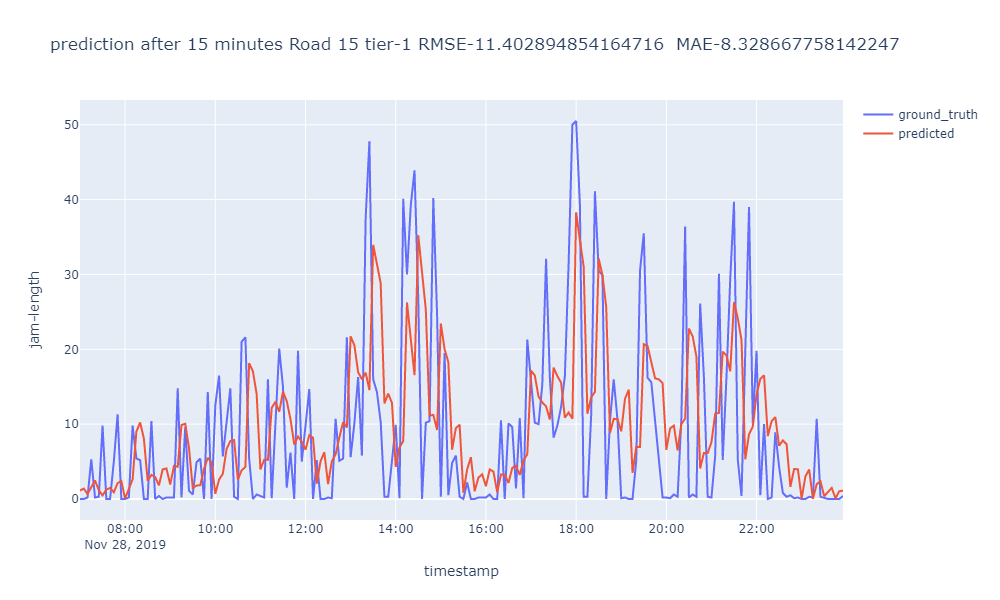 prediction after 15 minutes Road 15 tier-1 RMSE-11.402894854164716  MAE-8.328667758142247
ground_truth
predicted
jam-length
50
40
30
20
10
0
08:00
10:00
12:00
14:00
16:00
18:00
20:00
22:00
Nov 28, 2019
timestamp